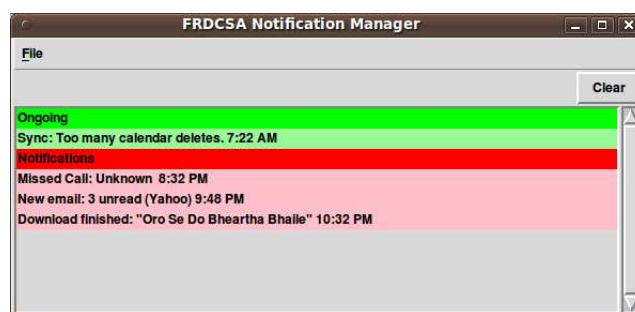 FRDCSA Notification Manager
File
Clear
Ongoing
Sync: Too many calendar deletes. 7:22 AM
Notifications
Missed Call: Unknown 8:32 PM
New email: 3 unread (Yahoo) 9:48 PM
Download finished: "Oro Se Do Bheartha Bhaile" 10:32 PM